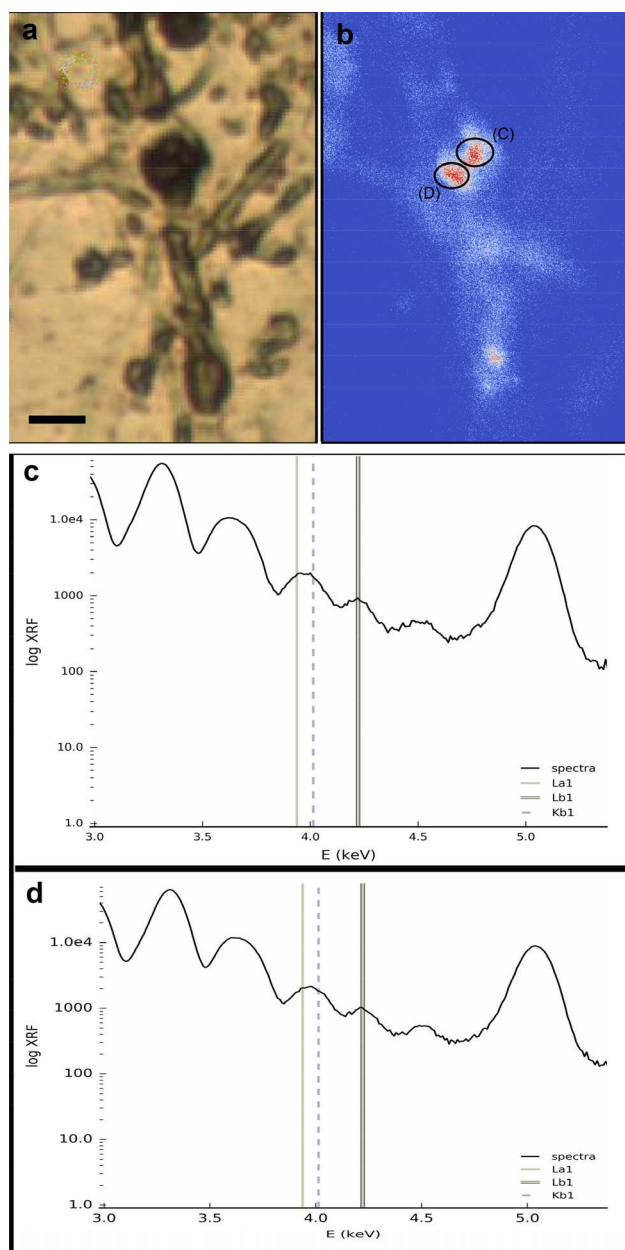 a
b
(C)
(D)
c
1.0e4
1000
100
10.0
1.0
log XRF
3.0 3.5 4.0 4.5 5.0
E (keV)
spectra
La1
Lb1
Kb1
d
1.0e4
1000
100
10.0
1.0
log XRF
3.0 3.5 4.0 4.5 5.0
E (keV)
spectra
La1
Lb1
Kb1